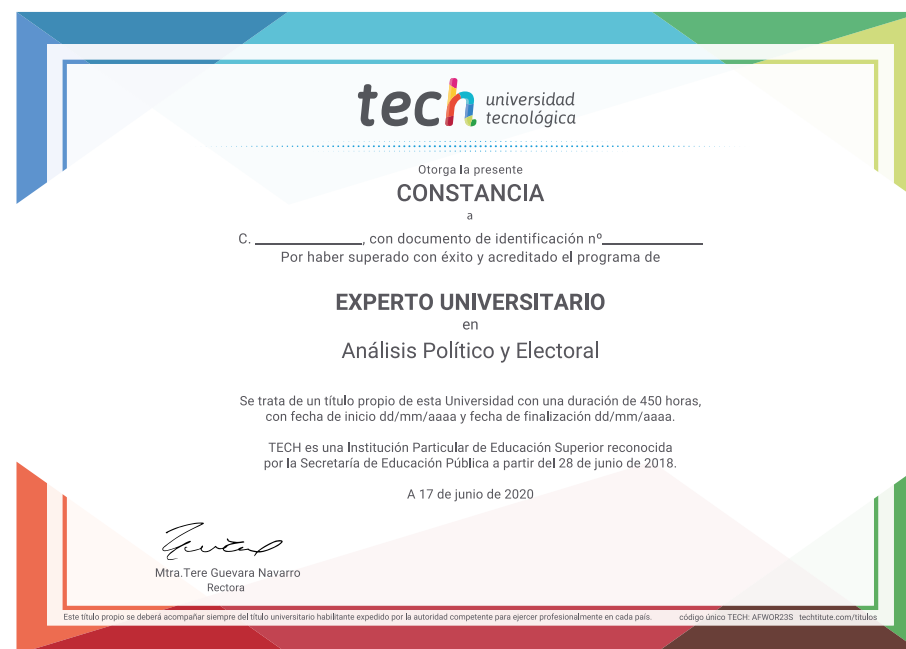 tech universidad
tecnológica
Otorga la presente
CONSTANCIA
a
C. ______________, con documento de identificación nº_____________
Por haber superado con éxito y acreditado el programa de
EXPERTO UNIVERSITARIO
en
Análisis Político y Electoral
Se trata de un título propio de esta Universidad con una duración de 450 horas,
con fecha de inicio dd/mm/aaaa y fecha de finalización dd/mm/aaaa.
TECH es una Institución Particular de Educación Superior reconocida
por la Secretaría de Educación Pública a partir del 28 de junio de 2018.
A 17 de junio de 2020
Mtra.Tere Guevara Navarro
Rectora
Este título propio se deberá acompañar siempre del título universitario habilitante expedido por la autoridad competente para ejercer profesionalmente en cada país. código único TECH: AFWOR23S techtitute.com/titulos